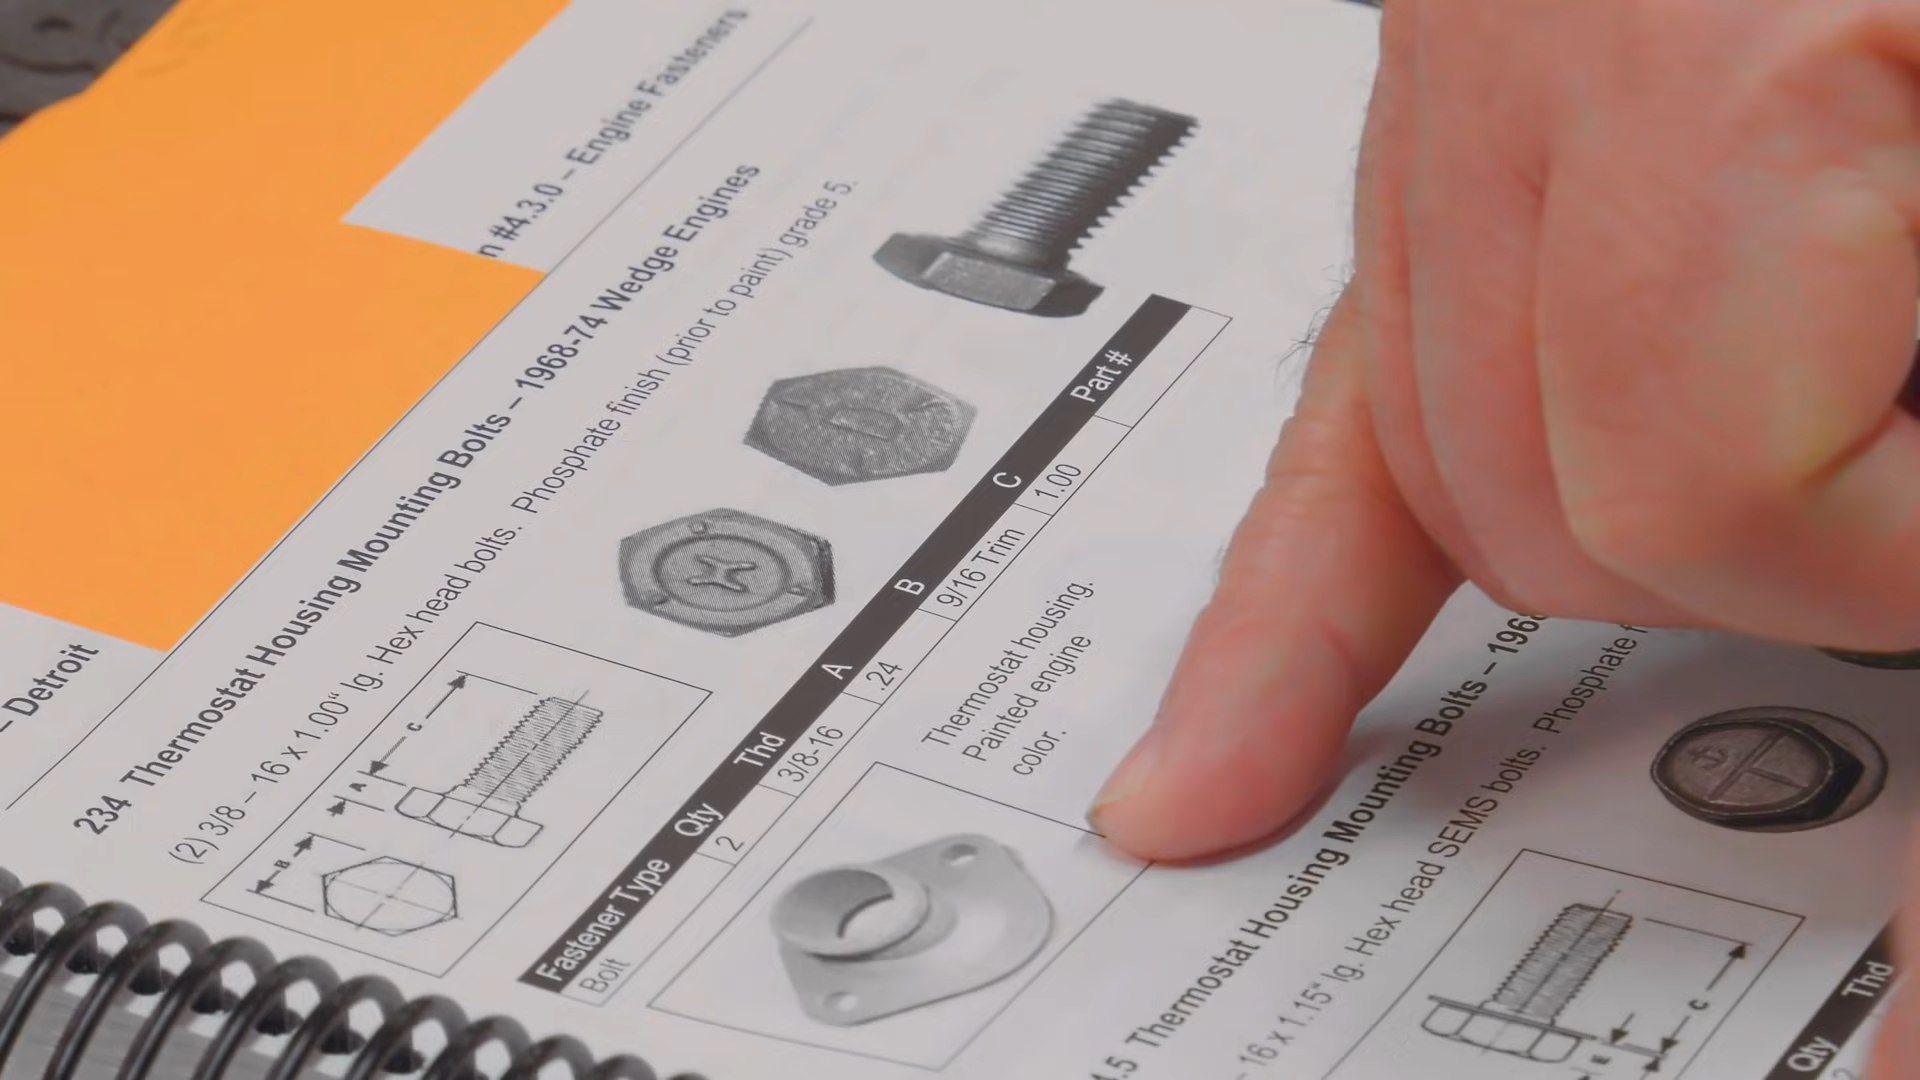 n #4.3.0 – Engine Fasteners
– Detroit
234 Thermostat Housing Mounting Bolts – 1968-74 Wedge Engines
(2) 3/8 – 16 x 1.00" lg. Hex head bolts. Phosphate finish (prior to paint) grade 5.
B A C
Fastener Type Qty Thd A B C Part #
Bolt 2 3/8-16 .24 9/16 Trim 1.00
Thermostat housing.
Painted engine
color.
.5 Thermostat Housing Mounting Bolts – 196
– 16 x 1.15" lg. Hex head SEMS bolts. Phosphate f
E C
Qty Thd
2